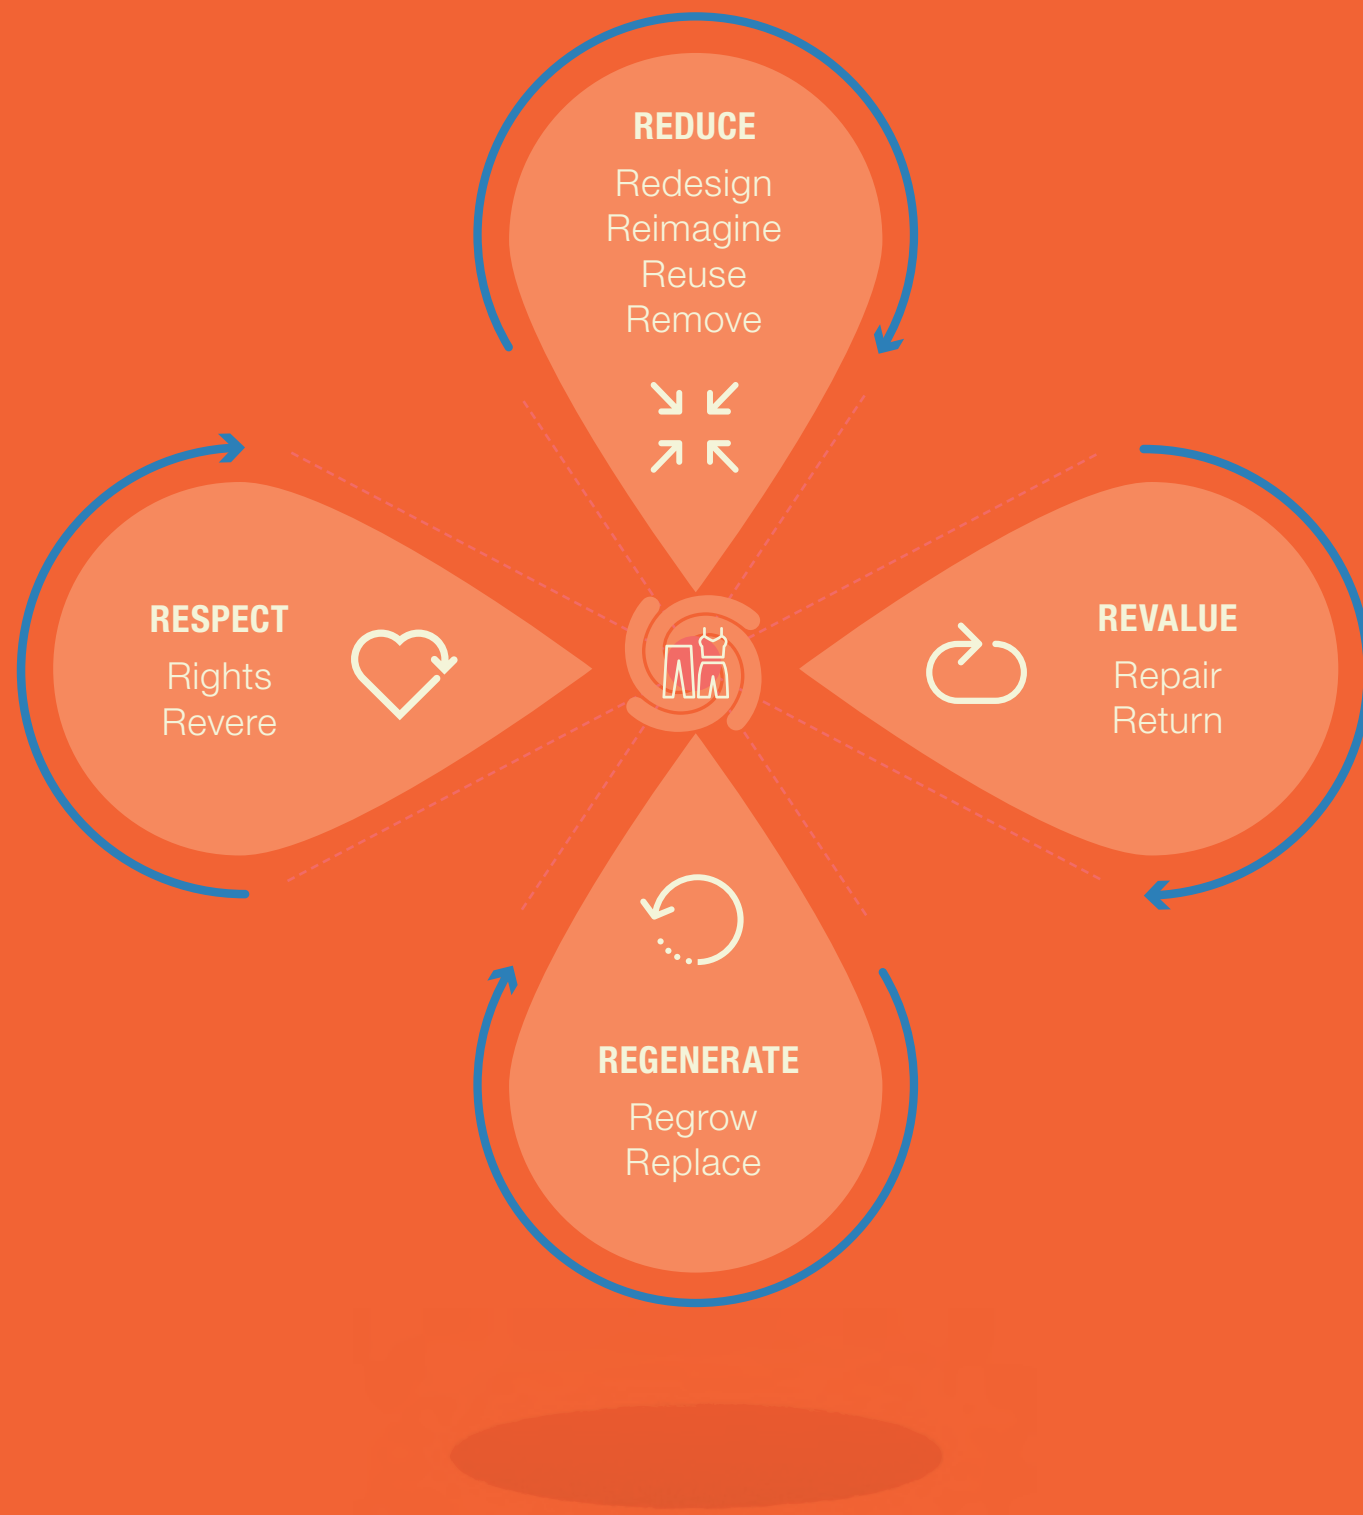 REDUCE
Redesign
Reimagine
Reuse
Remove
RESPECT
Rights
Revere
REVALUE
Repair
Return
REGENERATE
Regrow
Replace